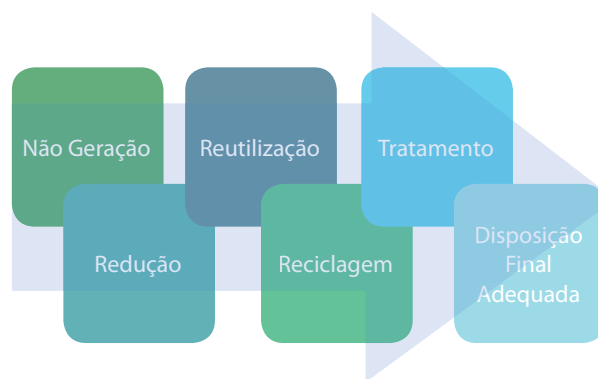 Não Geração
Redução
Reutilização
Reciclagem
Tratamento
Disposição
Final
Adequada